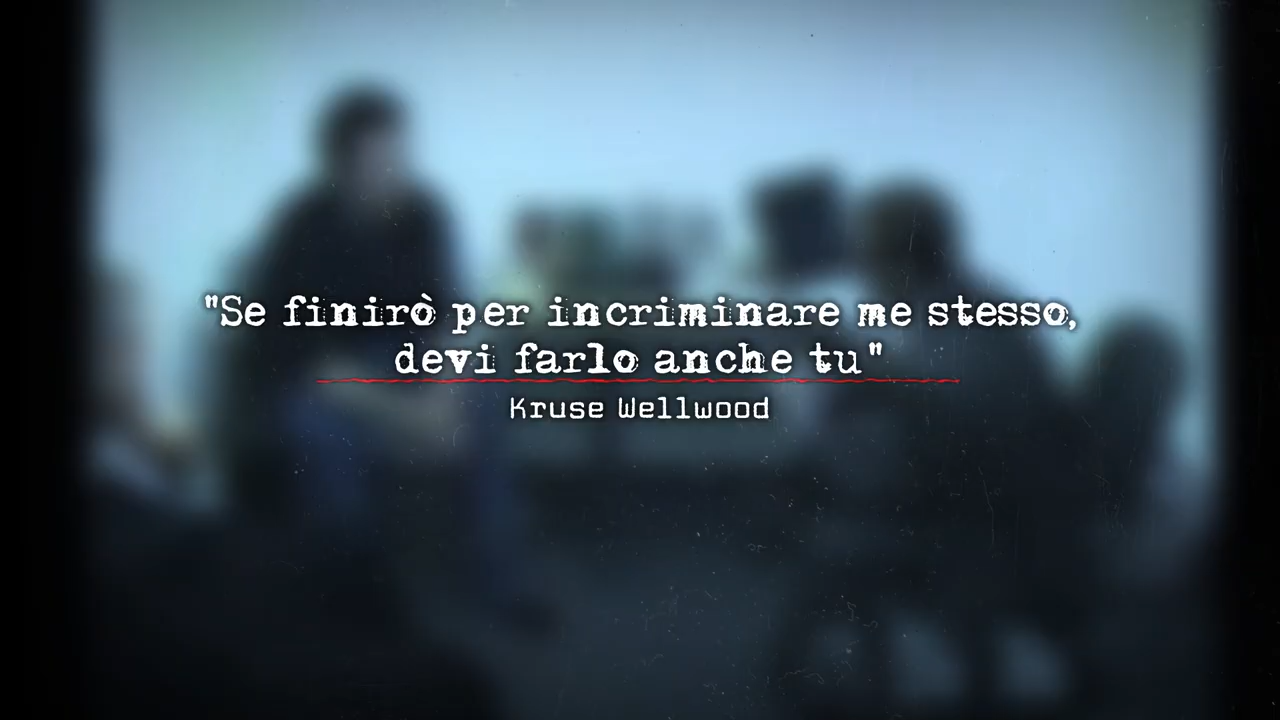 "Se finirò per incriminare me stesso,
devi farlo anche tu"
Kruse Wellwood